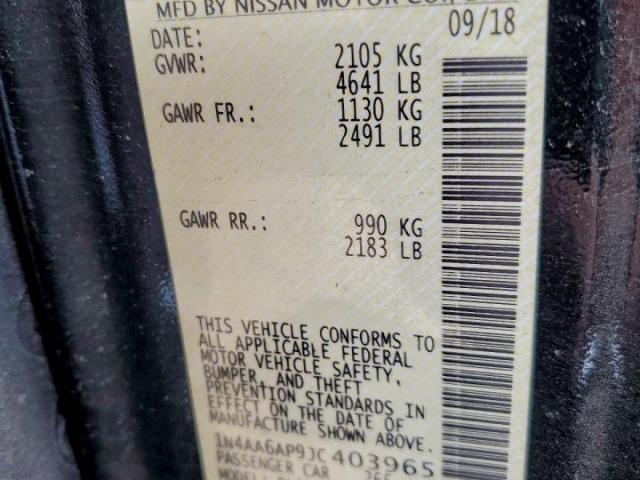 MFD BY NISSAN MOTOR CO.,
DATE: 09/18
GVWR: 2105 KG
4641 LB
GAWR FR.: 1130 KG
2491 LB
GAWR RR.: 990 KG
2183 LB
THIS VEHICLE CONFORMS TO
ALL APPLICABLE FEDERAL
MOTOR VEHICLE SAFETY,
BUMPER, AND THEFT
PREVENTION STANDARDS IN
EFFECT ON THE DATE OF
MANUFACTURE SHOWN ABOVE.
1N4AA6AP9JC403965
PASSENGER CAR 265